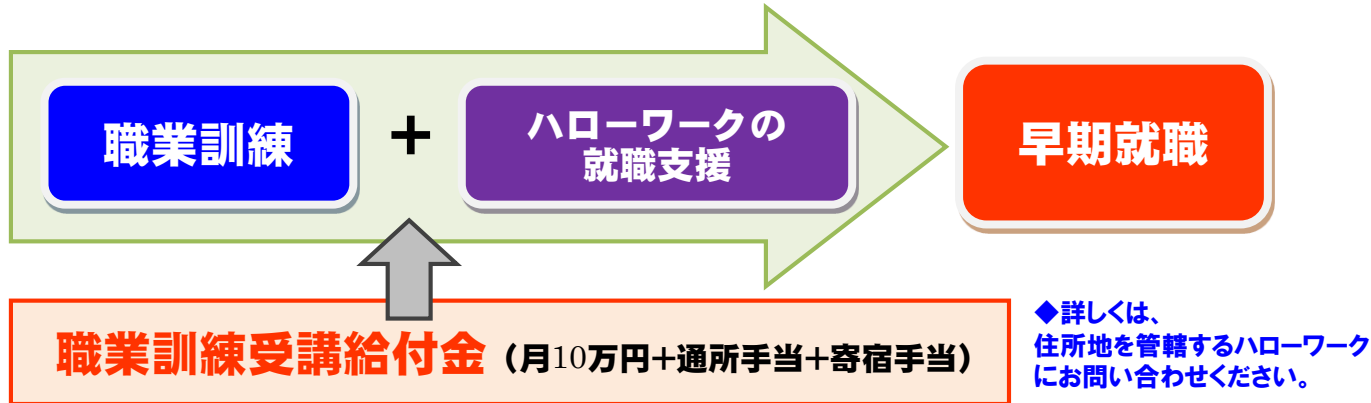 職業訓練
+
ハローワークの
就職支援
早期就職
職業訓練受講給付金（月10万円+通所手当+寄宿手当）
◆詳しくは、
住所地を管轄するハローワーク
にお問い合わせください。